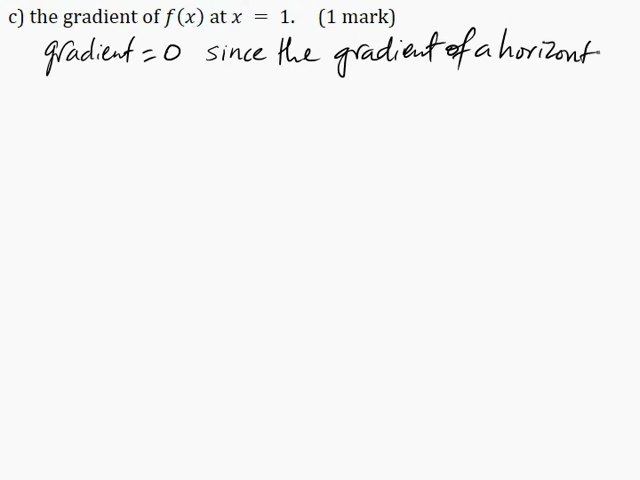 c) the gradient of f(x) at x = 1. (1 mark)
gradient = 0 since the gradient of a horizont